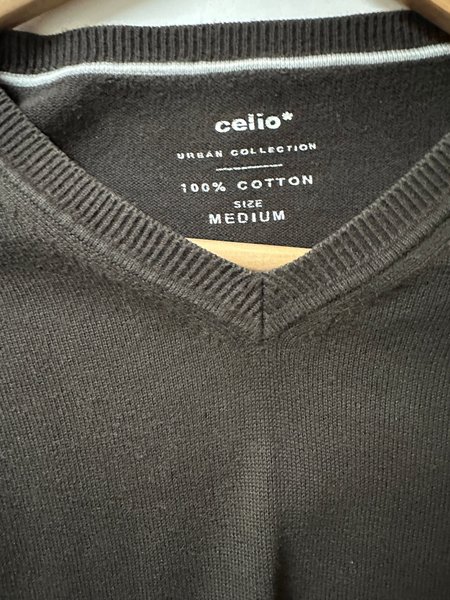 celio*
URBAN COLLECTION
100% COTTON
SIZE
MEDIUM